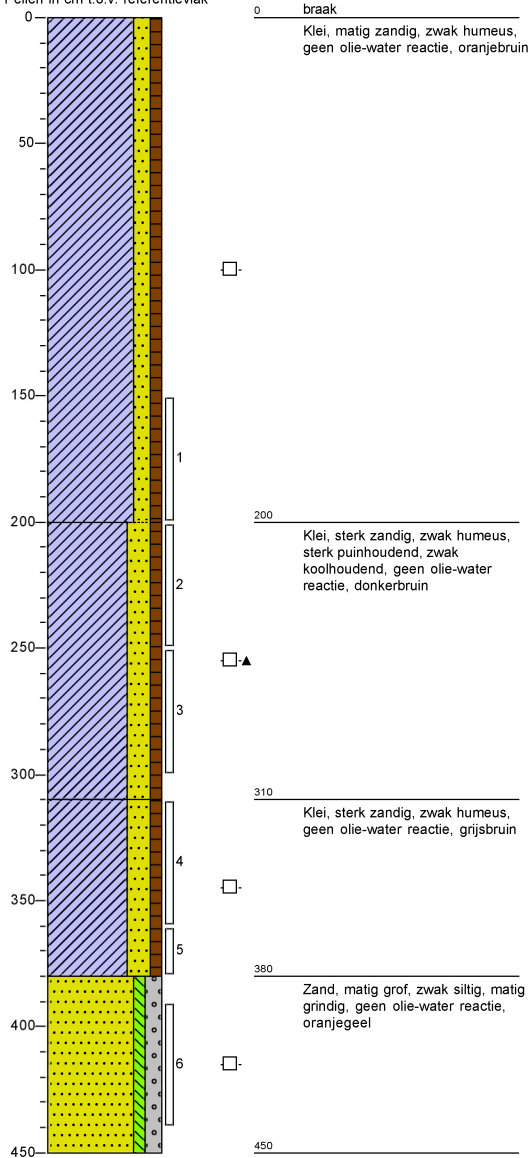 Peilen in cm t.o.v. referentievlak
0
50
100
150
200
250
300
350
400
450
1
2
3
4
5
6
0 braak
Klei, matig zandig, zwak humeus,
geen olie-water reactie, oranjebruin
200
Klei, sterk zandig, zwak humeus,
sterk puinhoudend, zwak
koolhoudend, geen olie-water
reactie, donkerbruin
310
Klei, sterk zandig, zwak humeus,
geen olie-water reactie, grijsbruin
380
Zand, matig grof, zwak siltig, matig
grindig, geen olie-water reactie,
oranjegeel
450